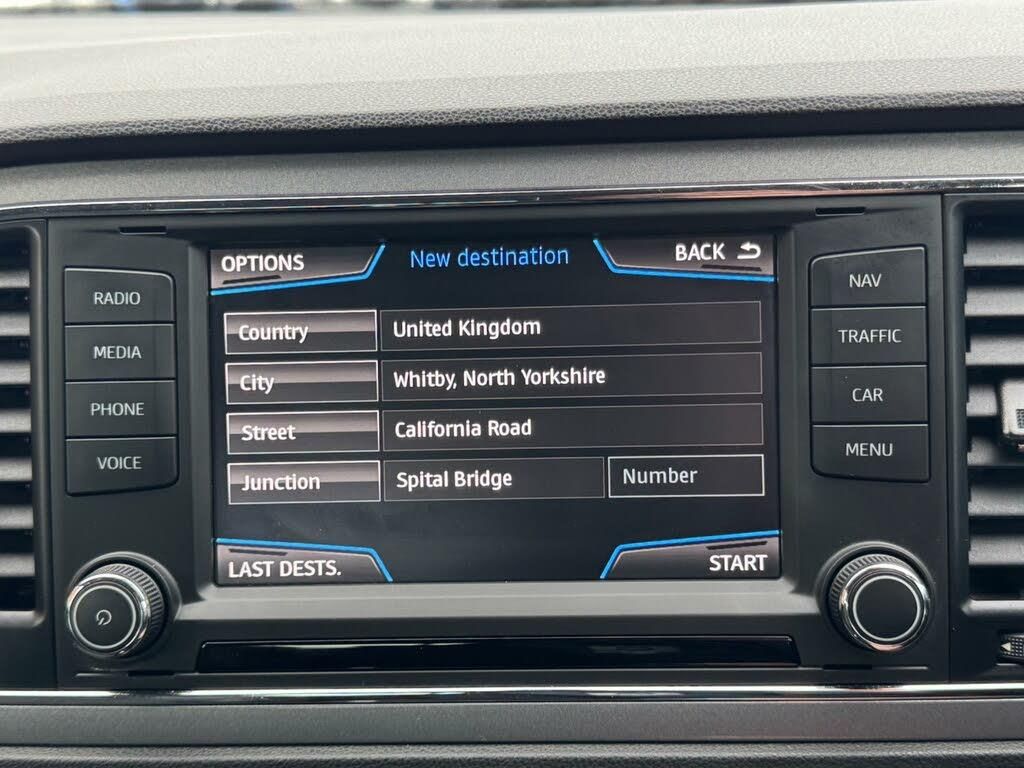 OPTIONS New destination BACK
Country United Kingdom
City Whitby, North Yorkshire
Street California Road
Junction Spital Bridge Number
LAST DESTS. START
RADIO
MEDIA
PHONE
VOICE
NAV
TRAFFIC
CAR
MENU